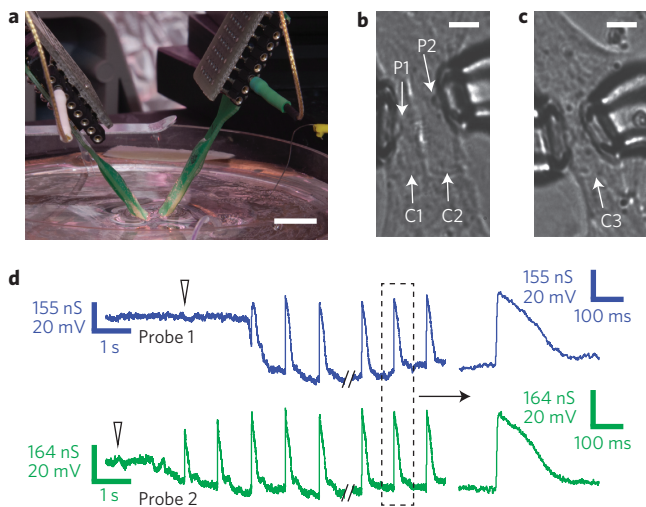 a
b
c
P1
P2
C1
C2
C3
d
155 nS
20 mV
1 s
Probe 1
155 nS
20 mV
100 ms
164 nS
20 mV
1 s
Probe 2
164 nS
20 mV
100 ms